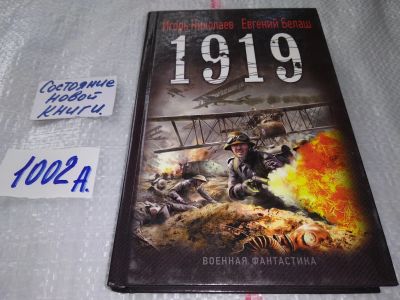 Игорь Николаев Евгений Белаш
1919
Состояние
новой
книги.
1002 А.
ВОЕННАЯ ФАНТАСТИКА